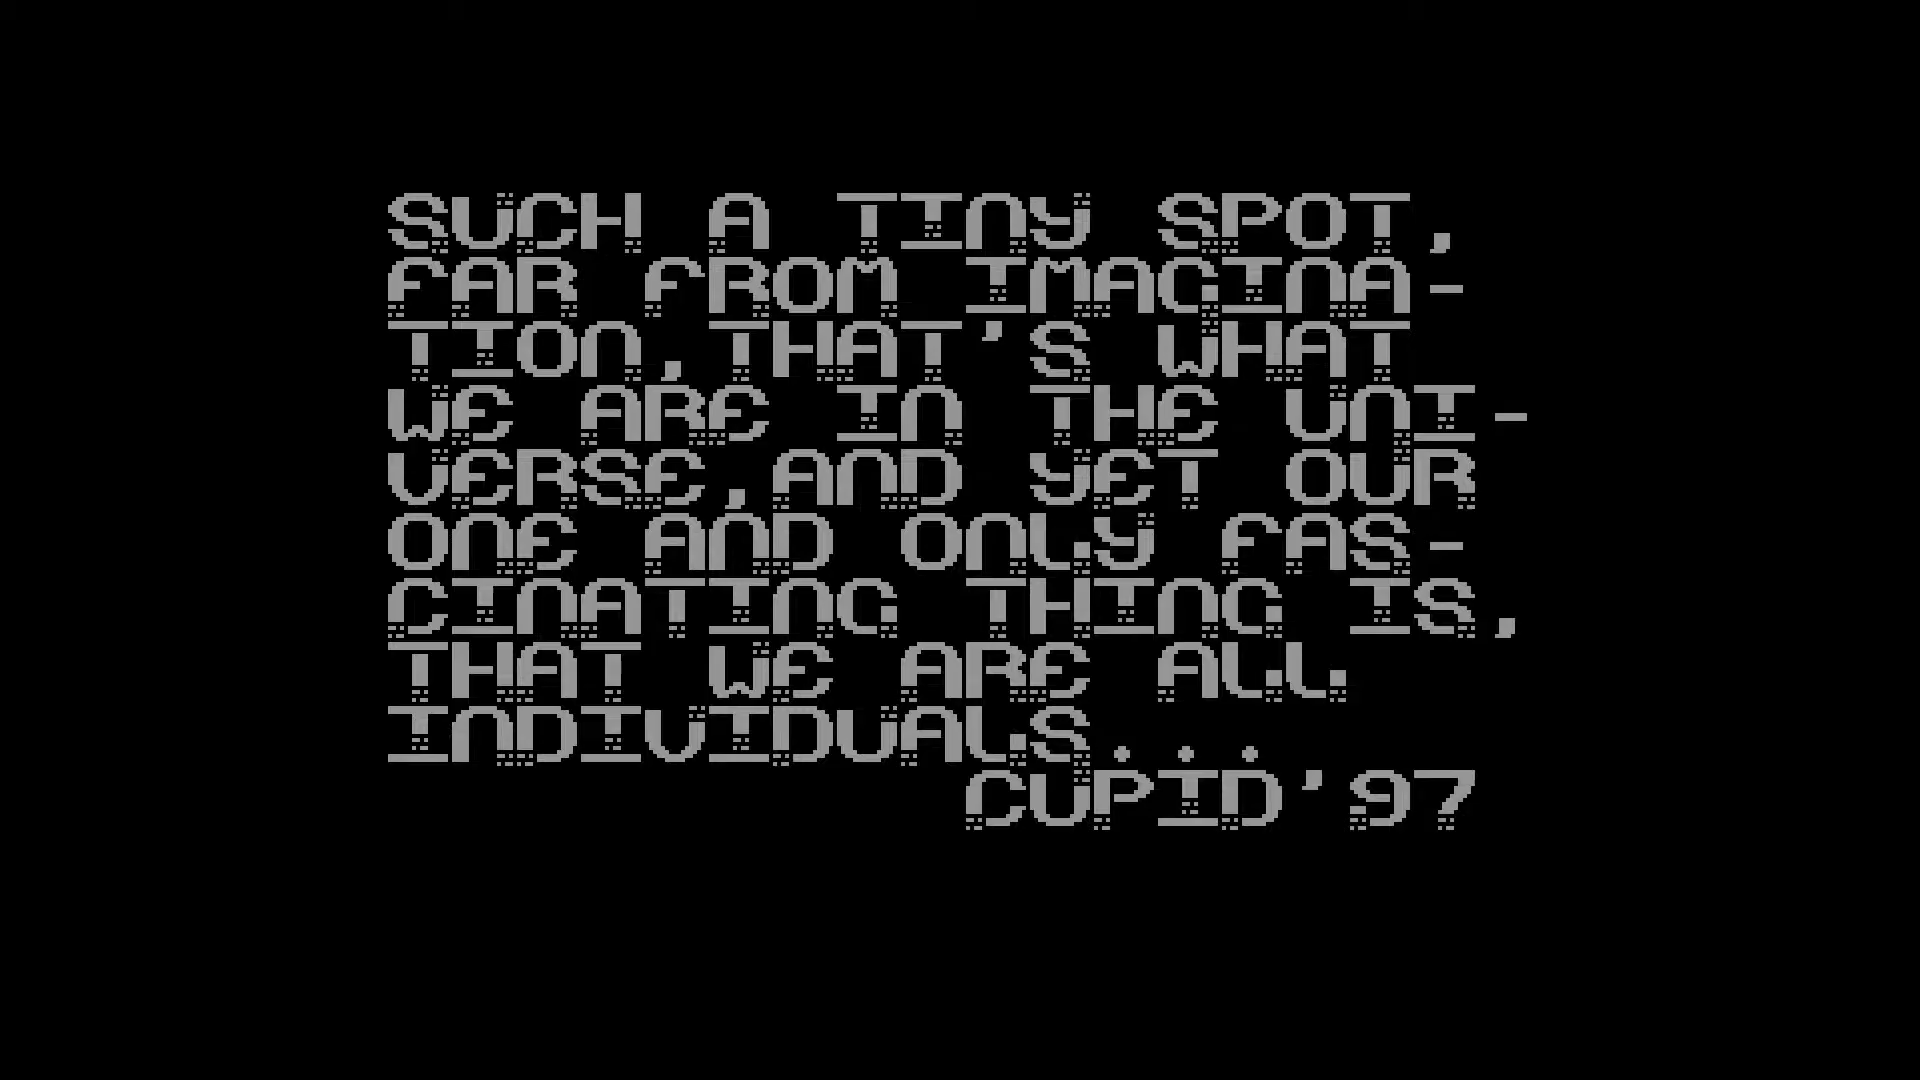 SUCH A TINY SPOT,
FAR FROM IMAGINA-
TION,THAT'S WHAT
WE ARE IN THE UNI-
VERSE,AND YET OUR
ONE AND ONLY FAS-
CINATING THING IS,
THAT WE ARE ALL
INDIVIDUALS...
CUPID'97